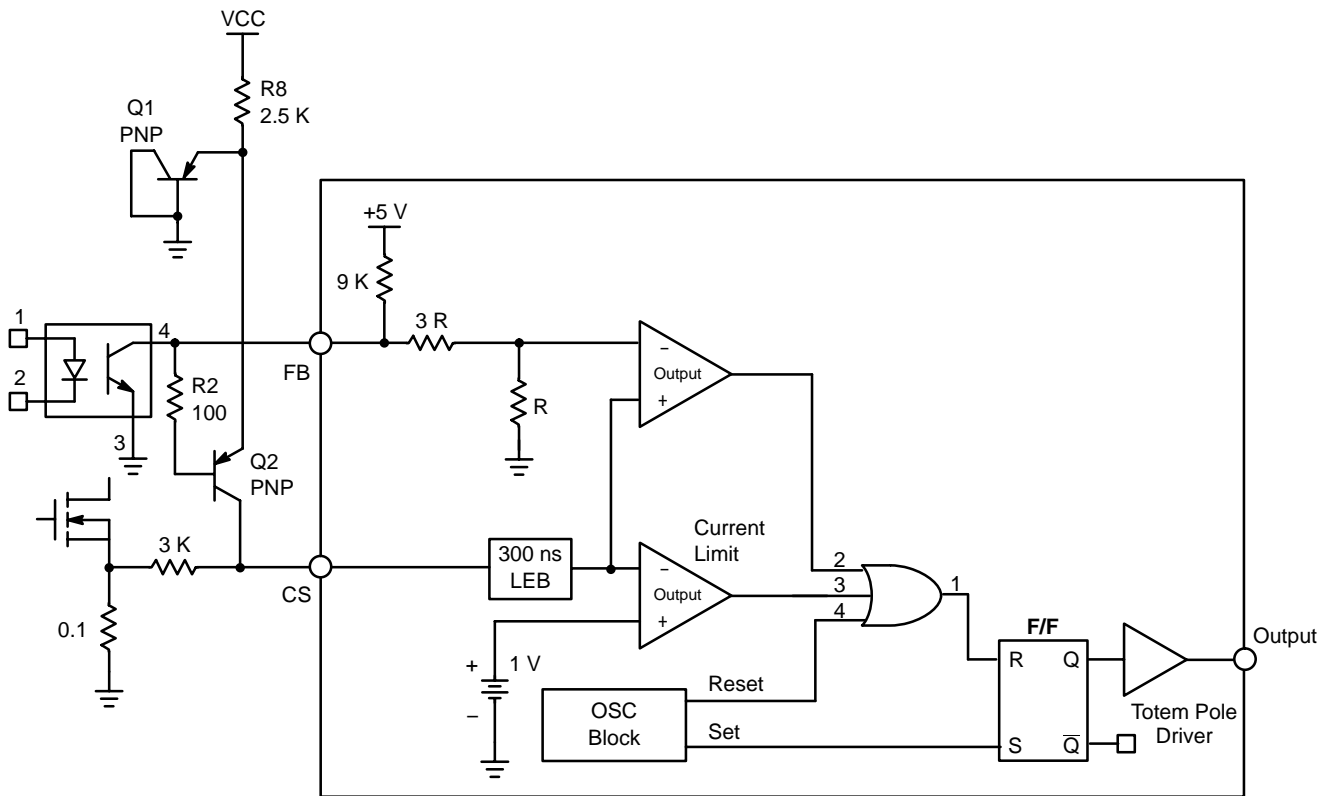 VCC
R8
2.5 K
Q1
PNP
+5 V
9 K
1
4
3 R
FB
−
Output
+
2
R2
100
R
3
Q2
PNP
3 K
CS
300 ns
LEB
Current
Limit
−
Output
+
2
3
4
1
0.1
+
1 V
−
F/F
R
Q
S
Q̅
Output
Reset
OSC
Block
Set
Totem Pole
Driver